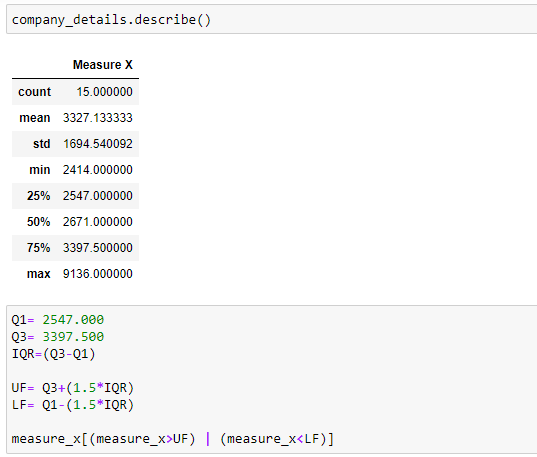 company_details.describe()
Measure X
count 15.000000
mean 3327.133333
std 1694.540092
min 2414.000000
25% 2547.000000
50% 2671.000000
75% 3397.500000
max 9136.000000
Q1= 2547.000
Q3= 3397.500
IQR=(Q3-Q1)
UF= Q3+(1.5*IQR)
LF= Q1-(1.5*IQR)
measure_x[(measure_x>UF) | (measure_x<LF)]